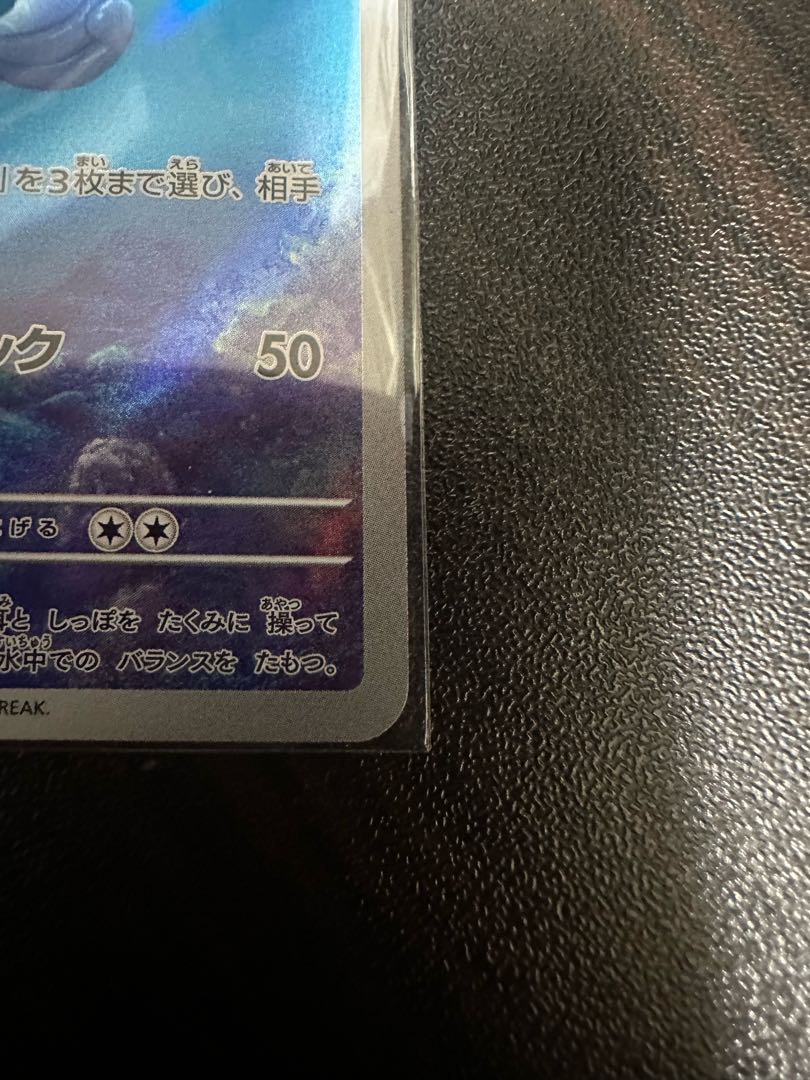 を3枚まで選び、相手
ック 50
げる
と しっぽを たくみに 操って
水中での バランスを たもつ。
REAK.